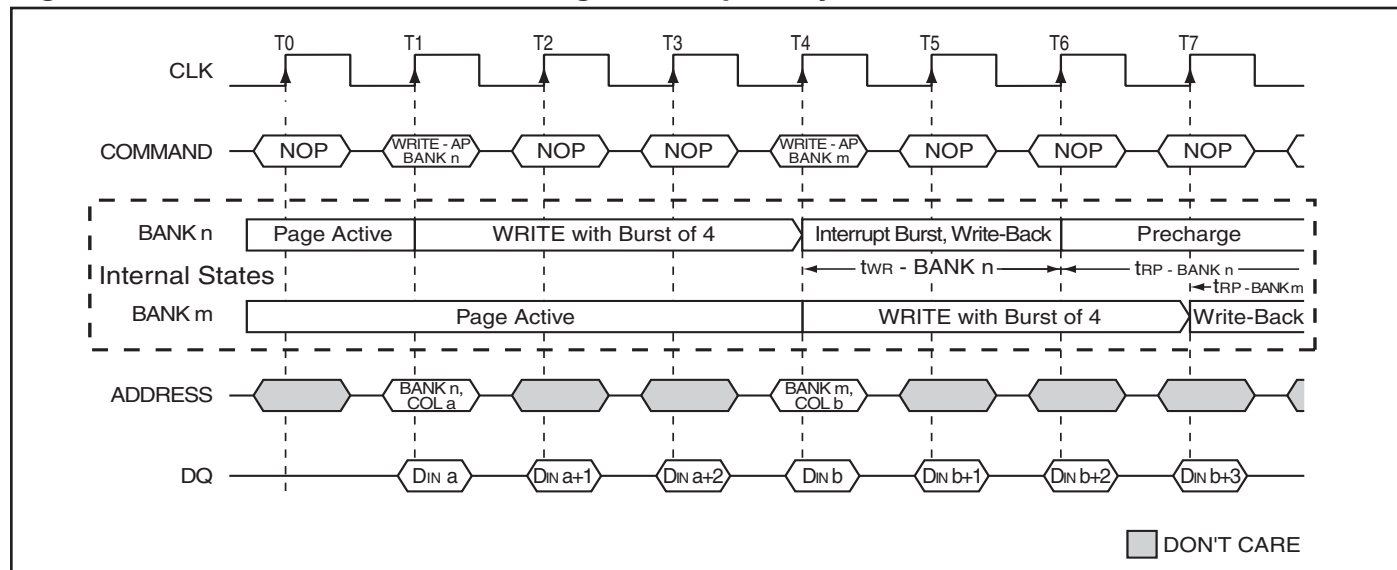 T0 T1 T2 T3 T4 T5 T6 T7
CLK
COMMAND NOP WRITE - AP BANK n NOP NOP WRITE - AP BANK m NOP NOP NOP
BANK n Page Active WRITE with Burst of 4 Interrupt Burst, Write-Back Precharge
tWR - BANK n tRP - BANK n
Internal States
tRP - BANK m
BANK m Page Active WRITE with Burst of 4 Write-Back
ADDRESS BANK n, COL a BANK m, COL b
DQ DIN a DIN a+1 DIN a+2 DIN b DIN b+1 DIN b+2 DIN b+3
DON'T CARE